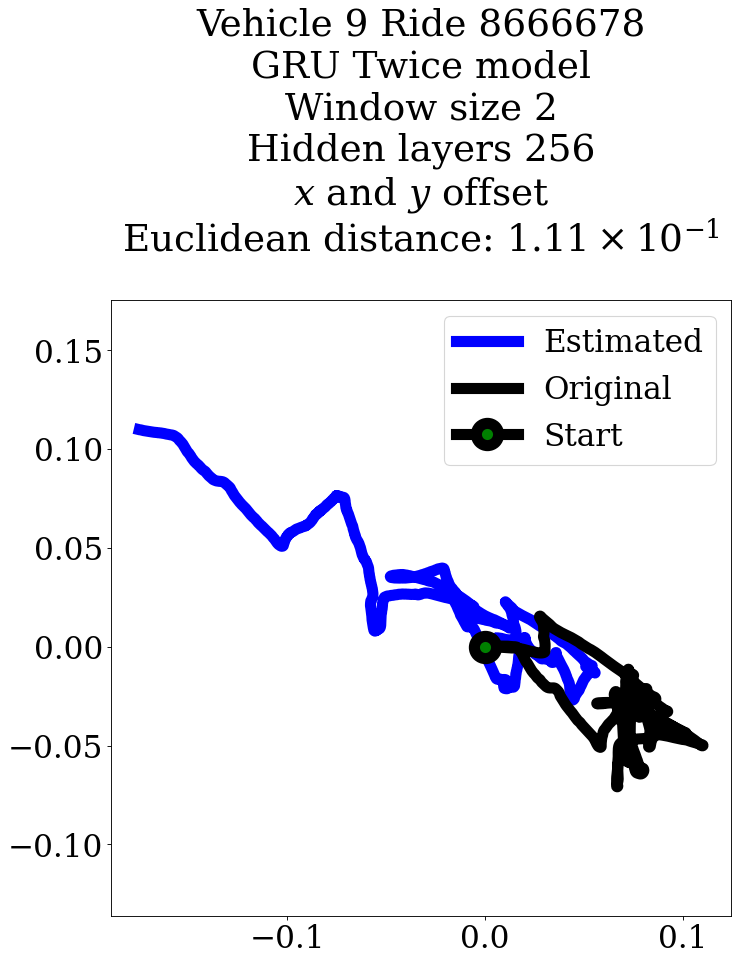 Vehicle 9 Ride 8666678
GRU Twice model
Window size 2
Hidden layers 256
x and y offset
Euclidean distance: 1.11 × 10⁻¹
Estimated
Original
Start
0.15
0.10
0.05
0.00
−0.05
−0.10
−0.1 0.0 0.1